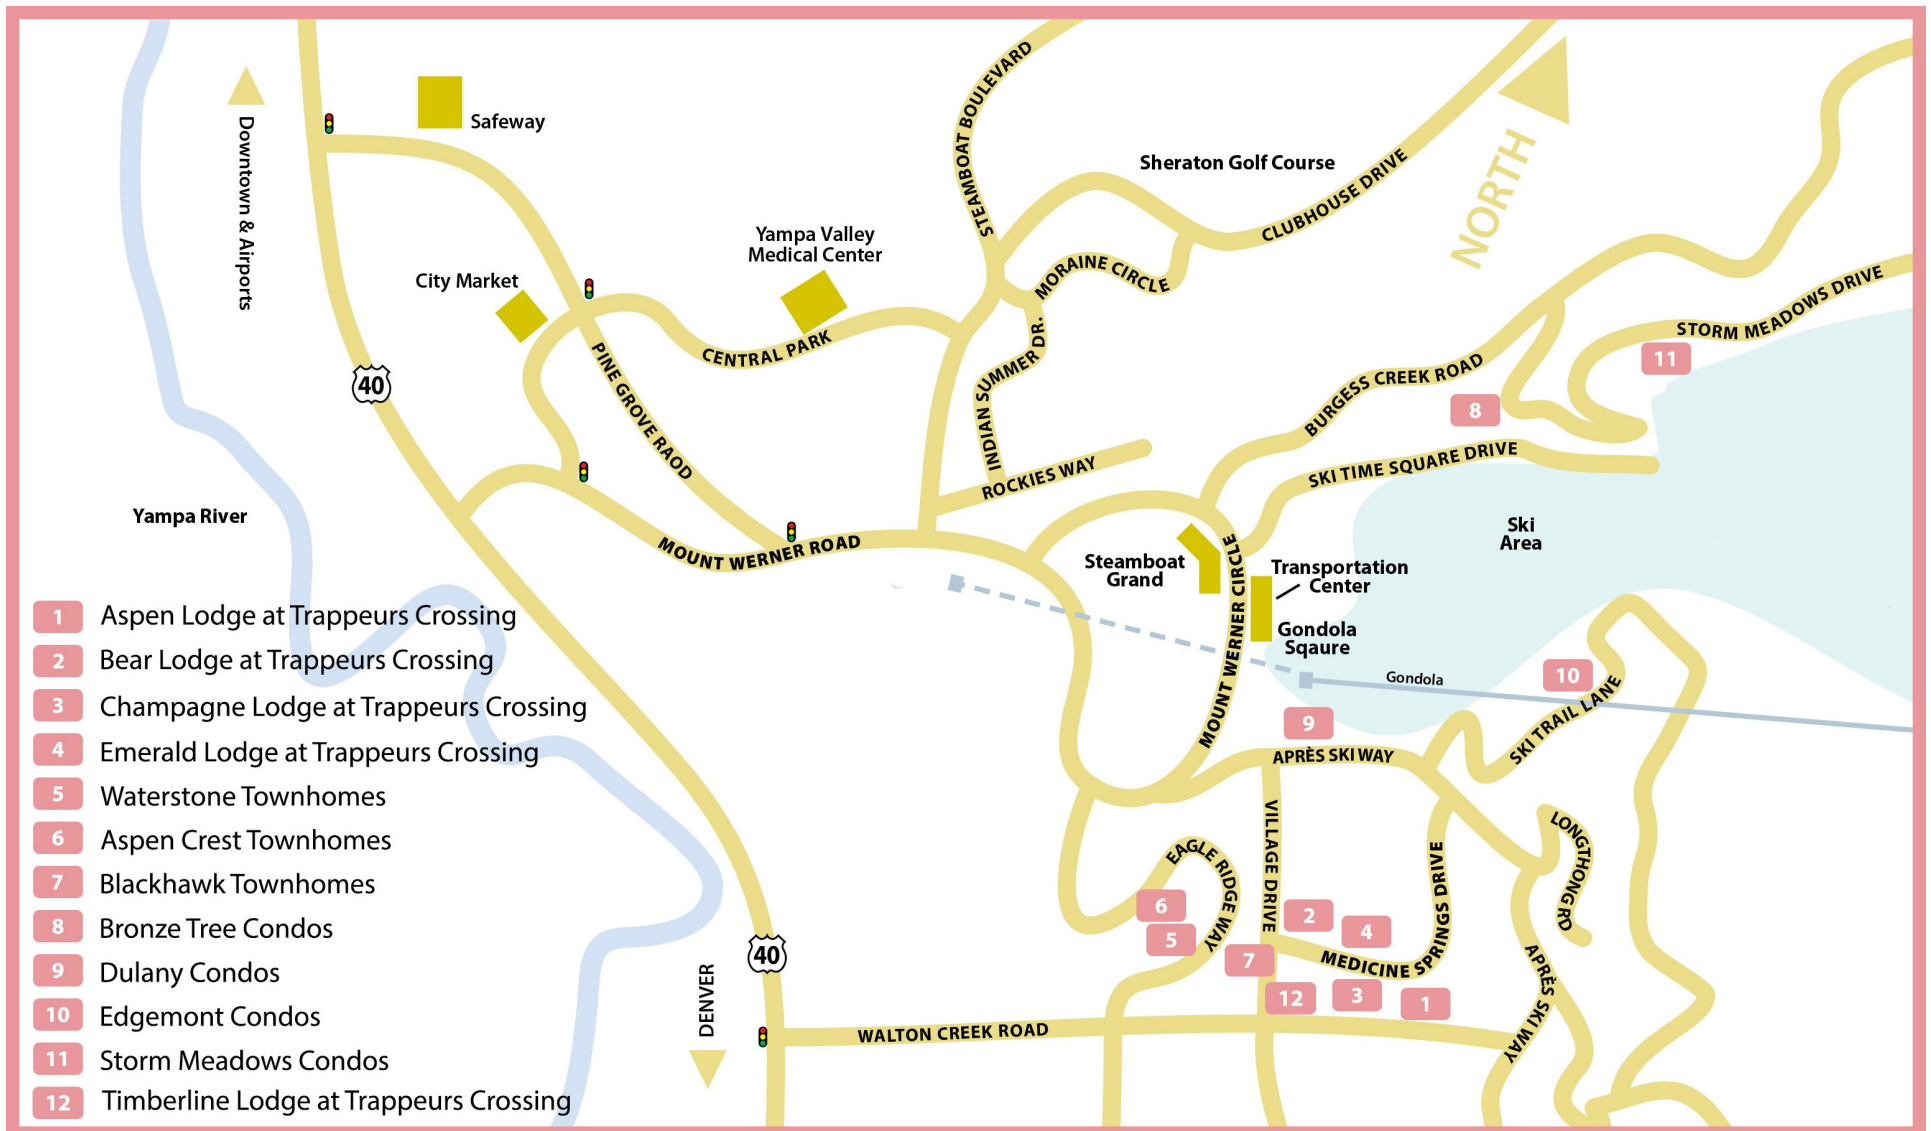 Safeway
Downtown & Airports
City Market
Yampa Valley
Medical Center
STEAMBOAT BOULEVARD
Sheraton Golf Course
CLUBHOUSE DRIVE
NORTH
MORAINE CIRCLE
INDIAN SUMMER DR.
CENTRAL PARK
PINE GROVE RAOD
40
STORM MEADOWS DRIVE
11
BURGESS CREEK ROAD
8
SKI TIME SQUARE DRIVE
ROCKIES WAY
Yampa River
MOUNT WERNER ROAD
Ski
Area
Steamboat
Grand
MOUNT WERNER CIRCLE
MOUNT WERNER CIRCLE
Transportation
Center
Gondola
Sqaure
Gondola
10
9
SKI TRAIL LANE
APRÈS SKI WAY
VILLAGE DRIVE
EAGLE RIDGE WAY
6
5
2
4
7
12
3
1
MEDICINE SPRINGS DRIVE
LONGTHONG RD
APRÈS SKI WAY
40
DENVER
WALTON CREEK ROAD
1 Aspen Lodge at Trappeurs Crossing
2 Bear Lodge at Trappeurs Crossing
3 Champagne Lodge at Trappeurs Crossing
4 Emerald Lodge at Trappeurs Crossing
5 Waterstone Townhomes
6 Aspen Crest Townhomes
7 Blackhawk Townhomes
8 Bronze Tree Condos
9 Dulany Condos
10 Edgemont Condos
11 Storm Meadows Condos
12 Timberline Lodge at Trappeurs Crossing